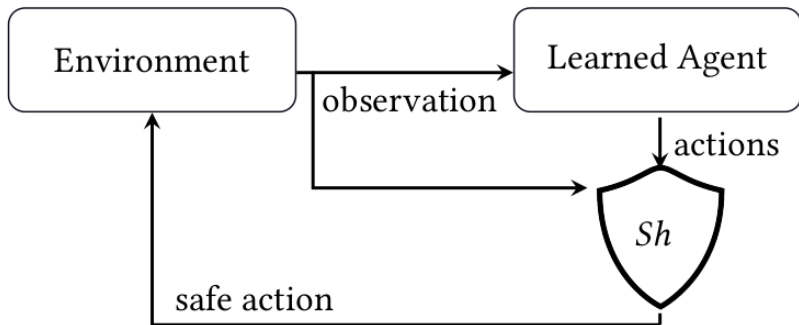 Environment
Learned Agent
observation
actions
Sh
safe action